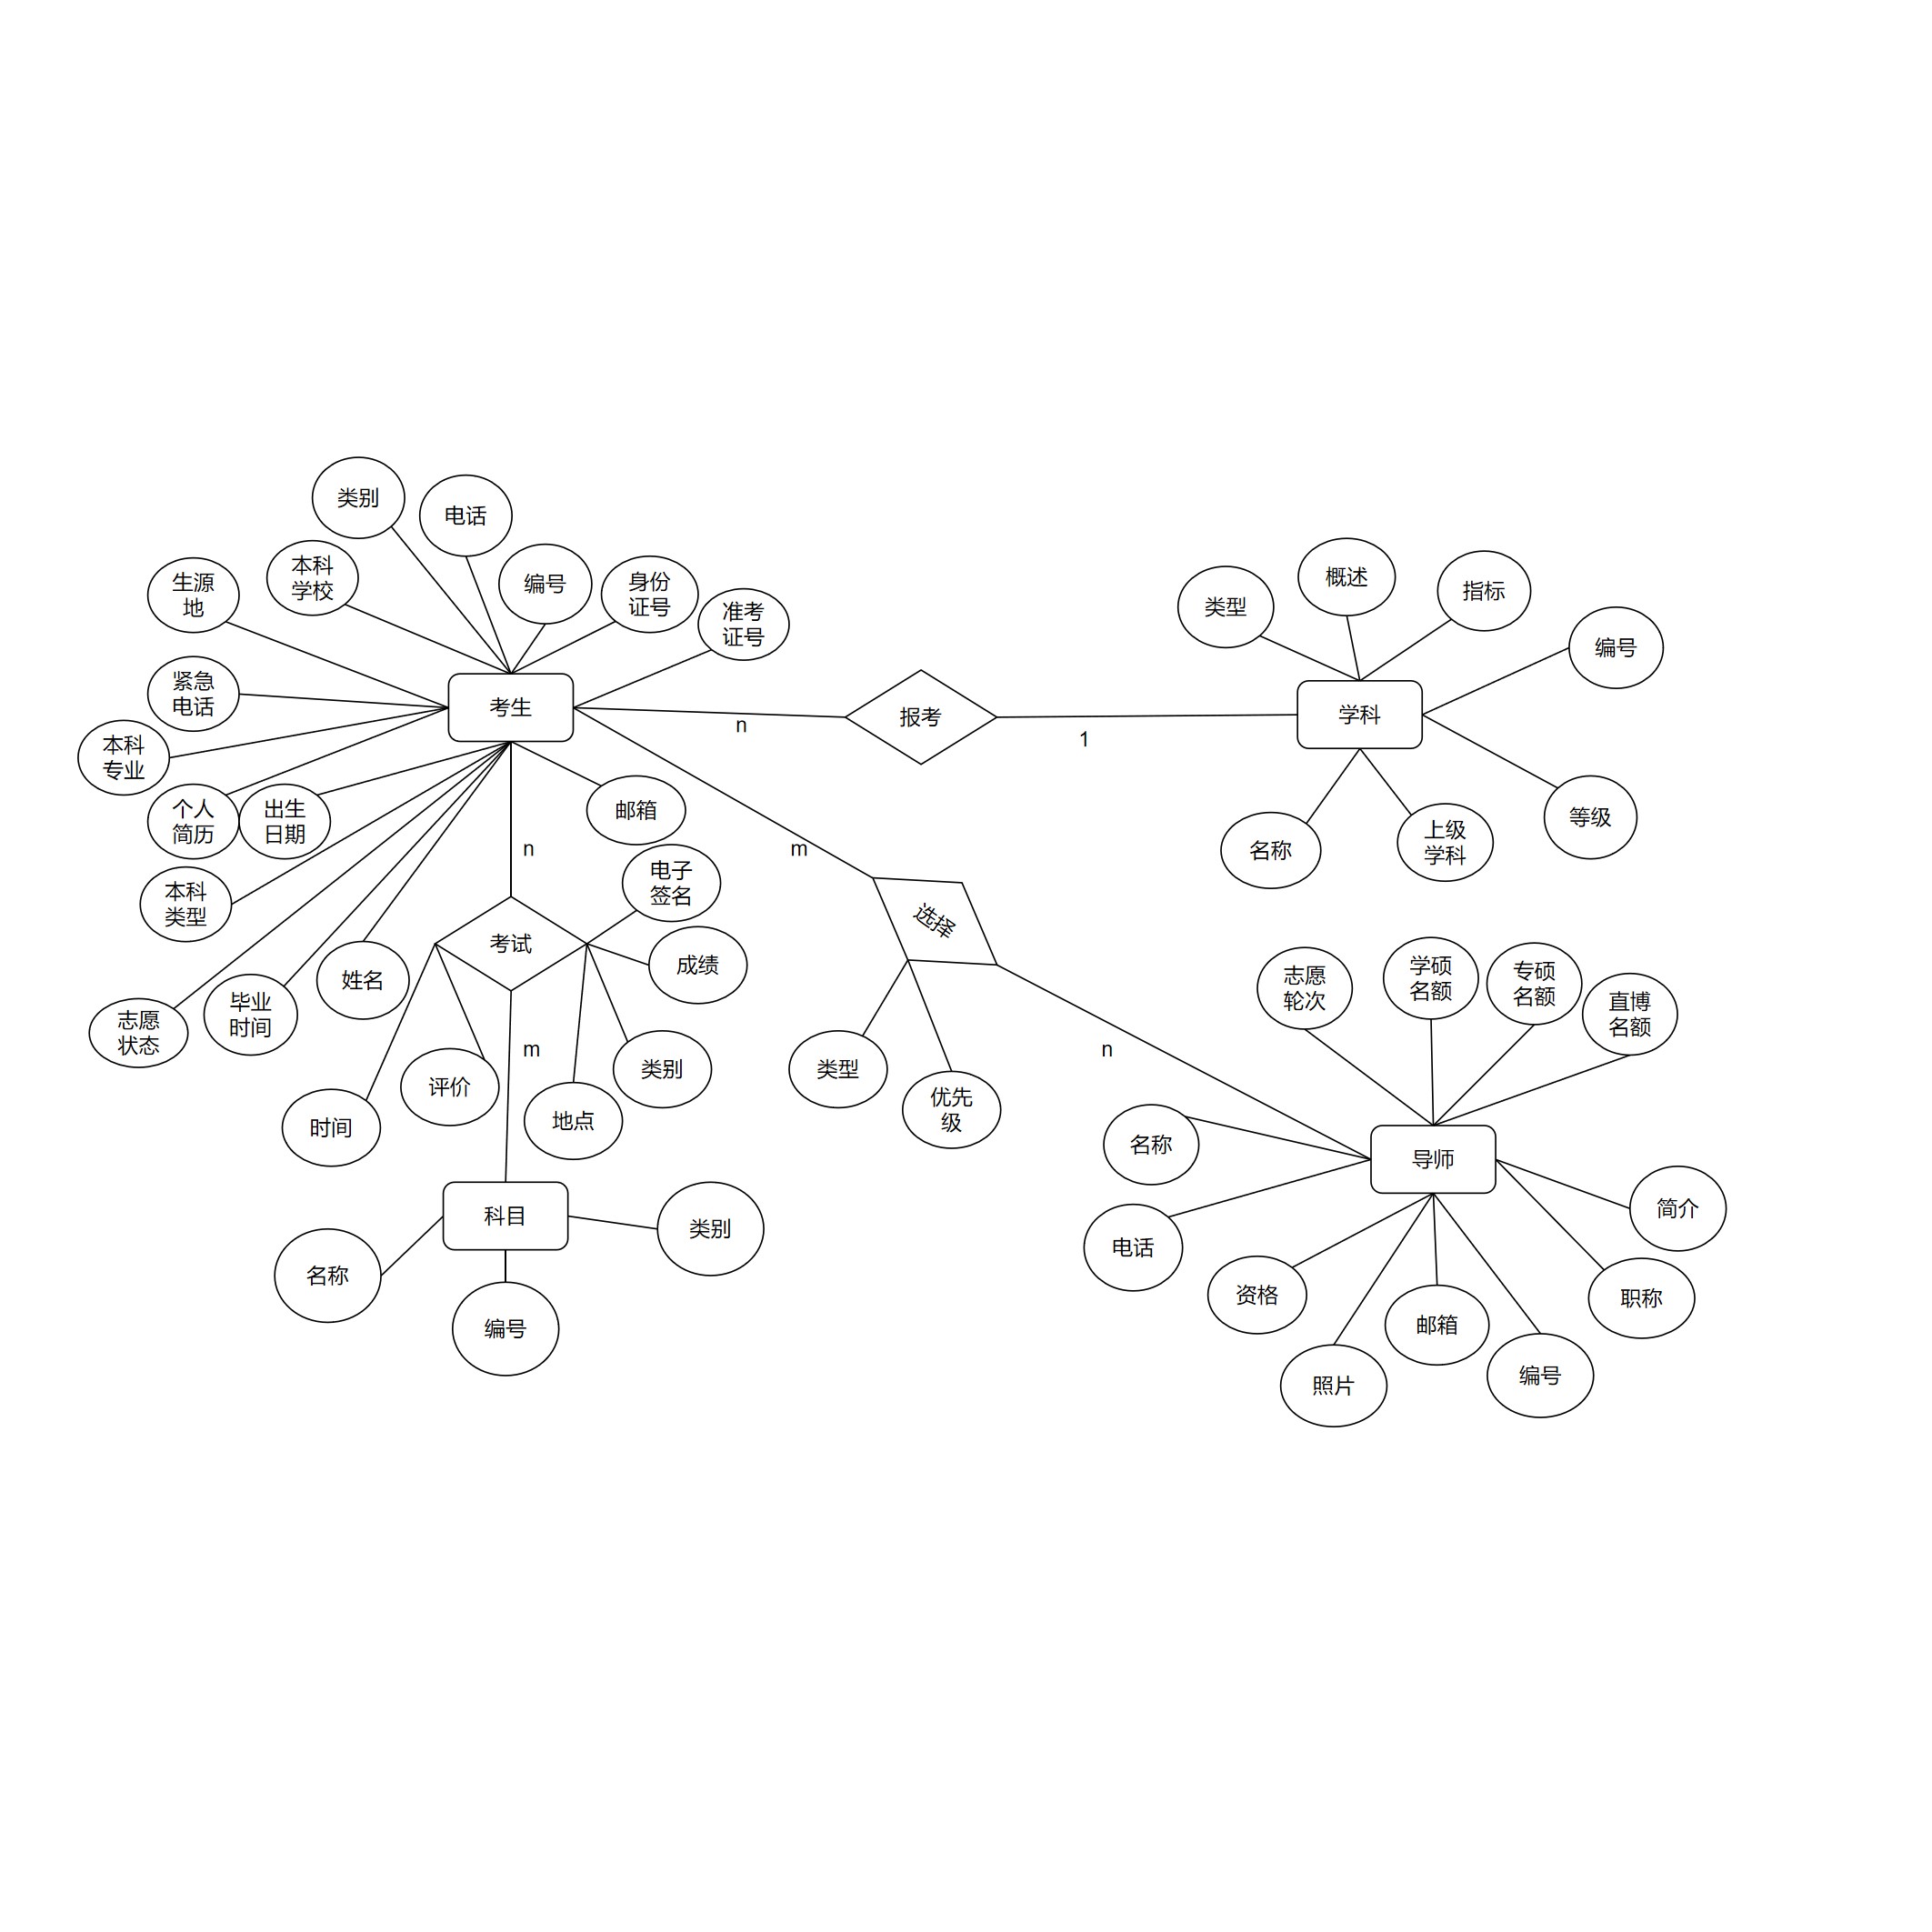 类别
电话
本科
学校
编号
身份
证号
生源
地
准考
证号
紧急
电话
考生
本科
专业
个人
简历
出生
日期
邮箱
本科
类型
电子
签名
n
考试
成绩
姓名
毕业
时间
志愿
状态
m
类别
评价
地点
时间
科目
类别
名称
编号
n
报考
1
m
选择
类型
优先
级
n
概述
指标
类型
编号
学科
等级
上级
学科
名称
志愿
轮次
学硕
名额
专硕
名额
直博
名额
名称
导师
简介
电话
资格
职称
邮箱
编号
照片